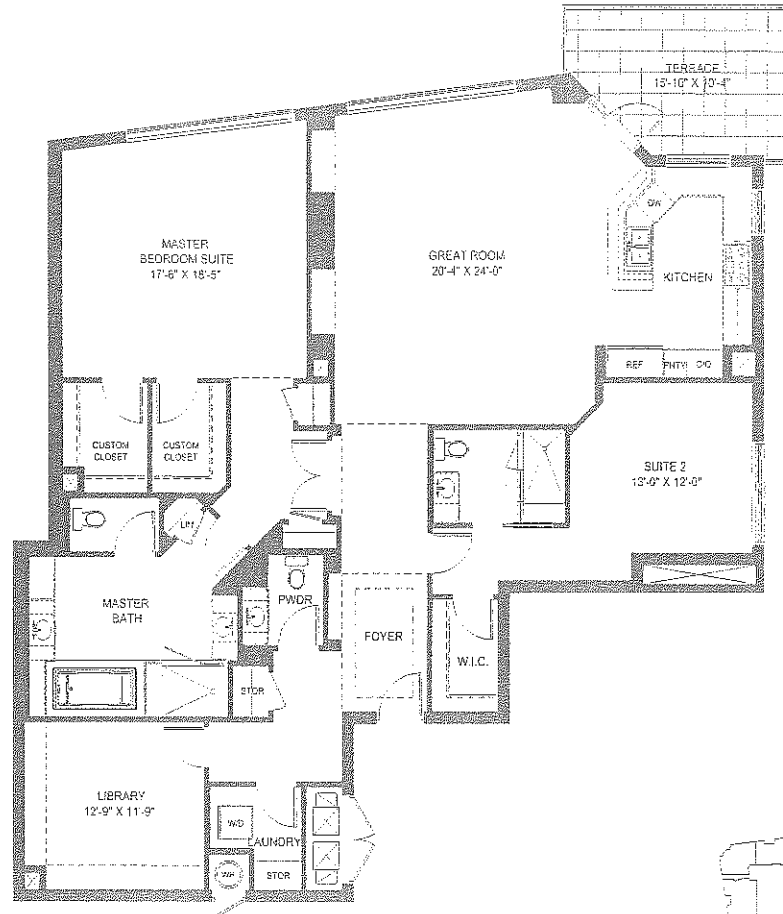 TERRACE
15'-10" X 10'-4"
MASTER
BEDROOM SUITE
17'-6" X 18'-5"
GREAT ROOM
20'-4" X 24'-0"
DW
KITCHEN
REF
PNTY
O/O
CUSTOM
CLOSET
CUSTOM
CLOSET
SUITE 2
13'-0" X 12'-0"
LIN
MASTER
BATH
PWDR
FOYER
W.I.C.
STOR
LIBRARY
12'-9" X 11'-9"
W/D
LAUNDRY
WH
STOR